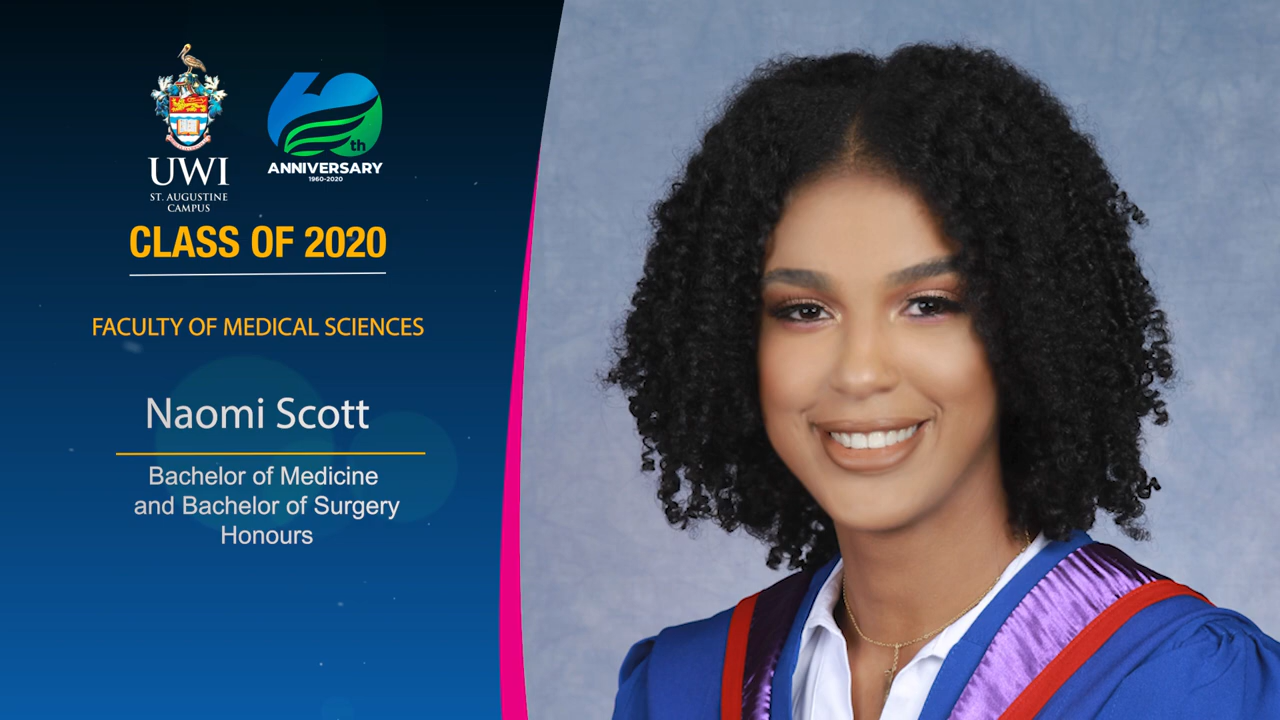 UWI
ST. AUGUSTINE
CAMPUS
60th
ANNIVERSARY
1960-2020
CLASS OF 2020
FACULTY OF MEDICAL SCIENCES
Naomi Scott
Bachelor of Medicine
and Bachelor of Surgery
Honours